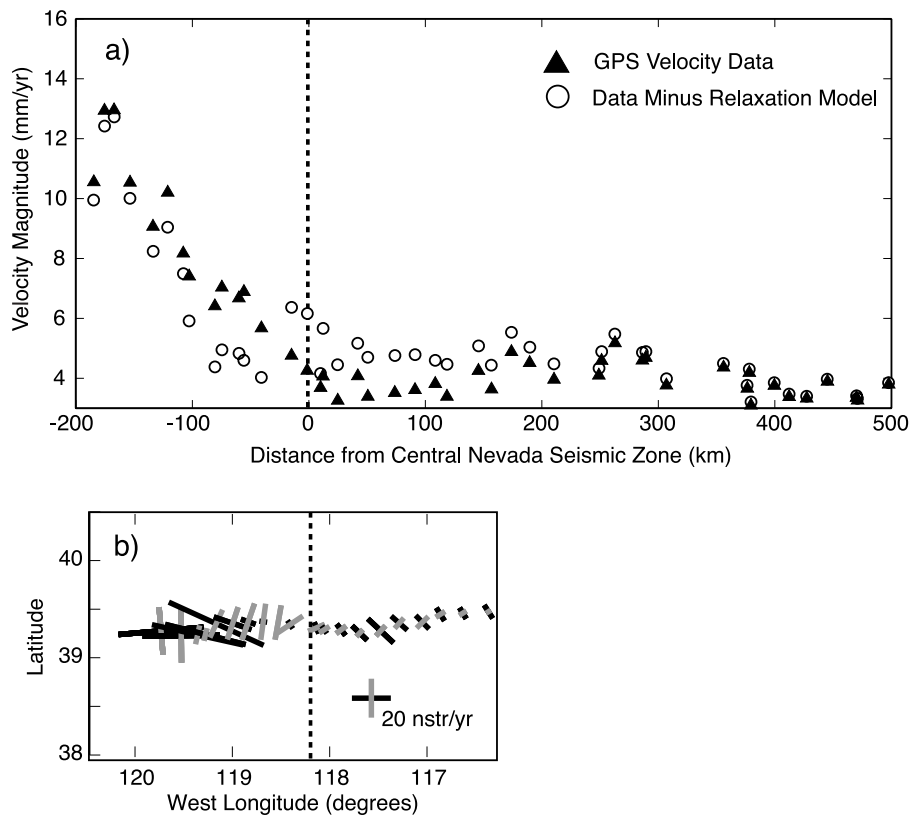 a)
GPS Velocity Data
Data Minus Relaxation Model
Velocity Magnitude (mm/yr)
16
14
12
10
8
6
4
-200 -100 0 100 200 300 400 500
Distance from Central Nevada Seismic Zone (km)
b)
Latitude
40
39
38
20 nstr/yr
120 119 118 117
West Longitude (degrees)